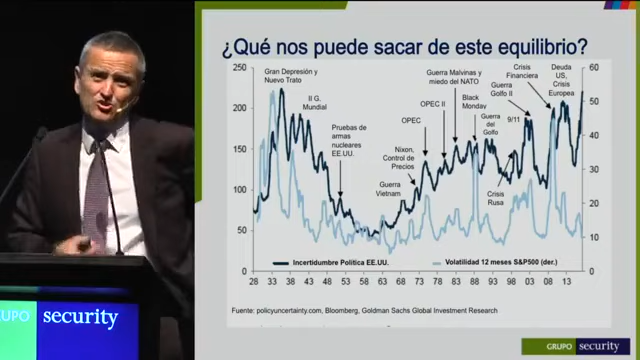 ¿Qué nos puede sacar de este equilibrio?
250
200
150
100
50
0
60
50
40
30
20
10
0
Gran Depresión y
Nuevo Trato
II G.
Mundial
Pruebas de
armas
nucleares
EE.UU.
Guerra
Vietnam
Nixon,
Control de
Precios
OPEC
OPEC II
Guerra Malvinas y
miedo del NATO
Black
Monday
Guerra
del
Golfo
Crisis
Rusa
9/11
Guerra
Golfo II
Crisis
Financiera
Deuda
US,
Crisis
Europea
Incertidumbre Política EE.UU.
Volatilidad 12 meses S&P500 (der.)
28 33 38 43 48 53 58 63 68 73 78 83 88 93 98 03 08 13
Fuente: policyuncertainty.com, Bloomberg, Goldman Sachs Global Investment Research
GRUPO security
GRUPO security